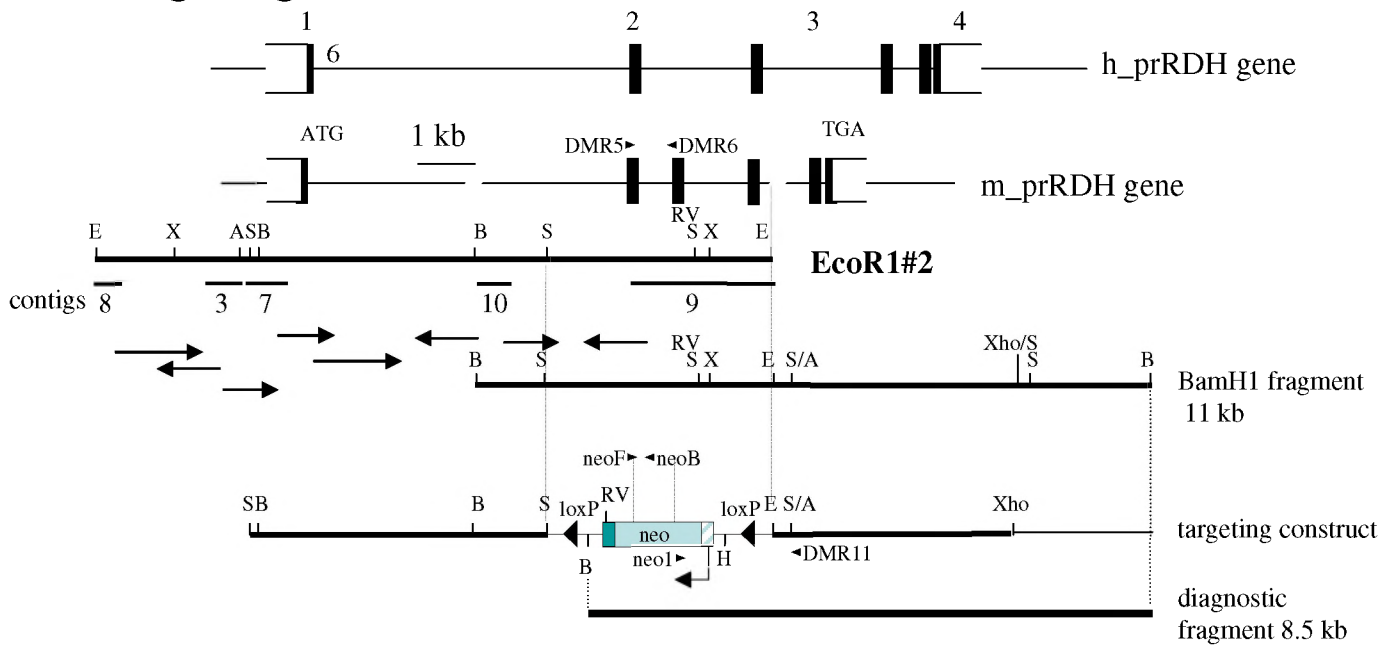 1 2 3 4
6
h_prRDH gene
ATG 1 kb DMR5 DMR6 TGA
m_prRDH gene
RV
E X ASB B S S X E
EcoR1#2
contigs 8 3 7 10 9
RV Xho/S
B S S X E S/A S B
BamH1 fragment
11 kb
neoF neoB
SB B S loxP RV loxP E S/A Xho
neo
targeting construct
B neo1 H DMR11
diagnostic
fragment 8.5 kb